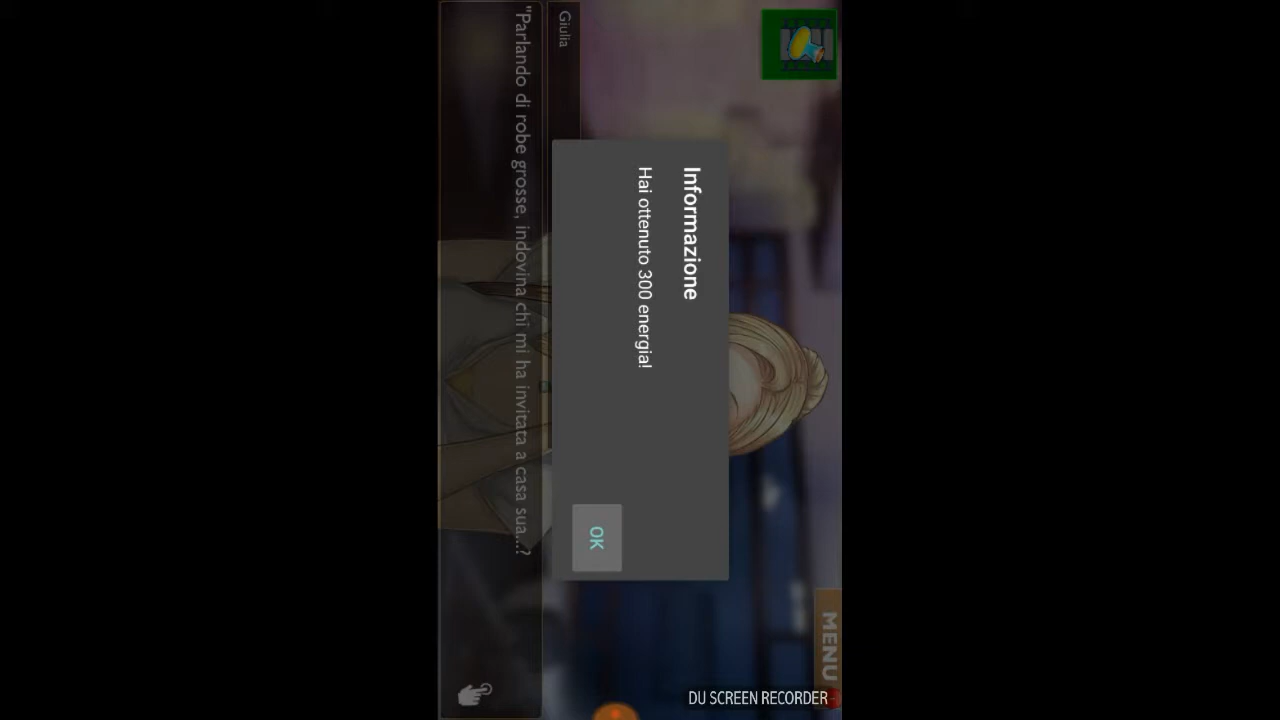 MENU
Informazione
Hai ottenuto 300 energia!
OK
Giulia
"Parlando di robe grosse, indovina chi mi ha invitata a casa sua...?
DU SCREEN RECORDER